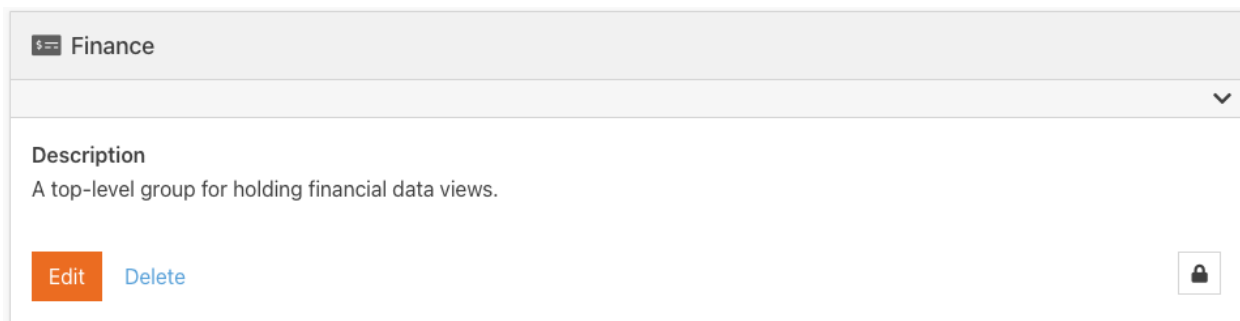 Finance
Description
A top-level group for holding financial data views.
Edit Delete